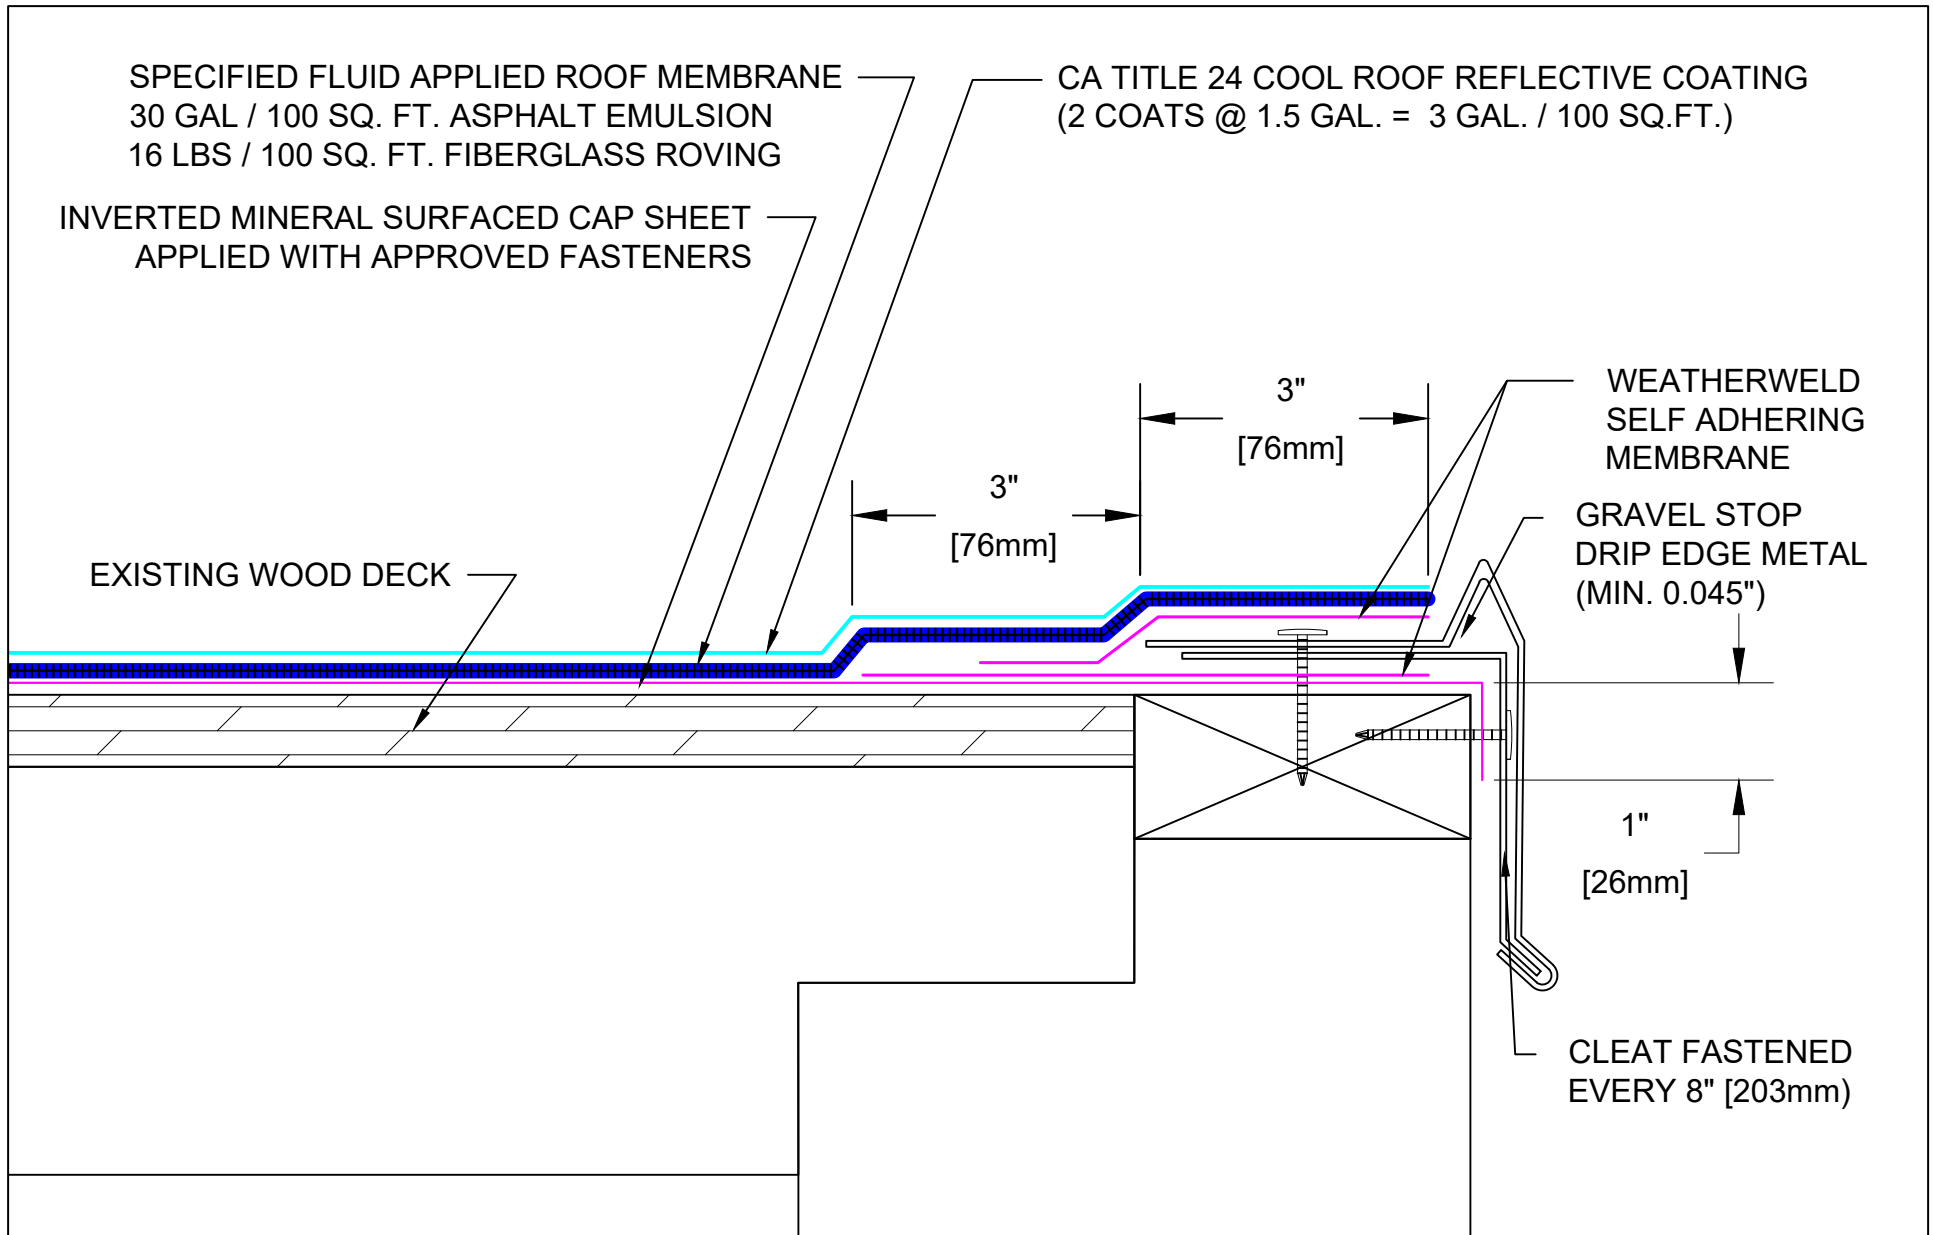 SPECIFIED FLUID APPLIED ROOF MEMBRANE
30 GAL / 100 SQ. FT. ASPHALT EMULSION
16 LBS / 100 SQ. FT. FIBERGLASS ROVING
CA TITLE 24 COOL ROOF REFLECTIVE COATING
(2 COATS @ 1.5 GAL. =  3 GAL. / 100 SQ.FT.)
INVERTED MINERAL SURFACED CAP SHEET
APPLIED WITH APPROVED FASTENERS
WEATHERWELD
SELF ADHERING
MEMBRANE
3"
[76mm]
3"
[76mm]
GRAVEL STOP
DRIP EDGE METAL
(MIN. 0.045")
EXISTING WOOD DECK
1"
[26mm]
CLEAT FASTENED
EVERY 8" [203mm)